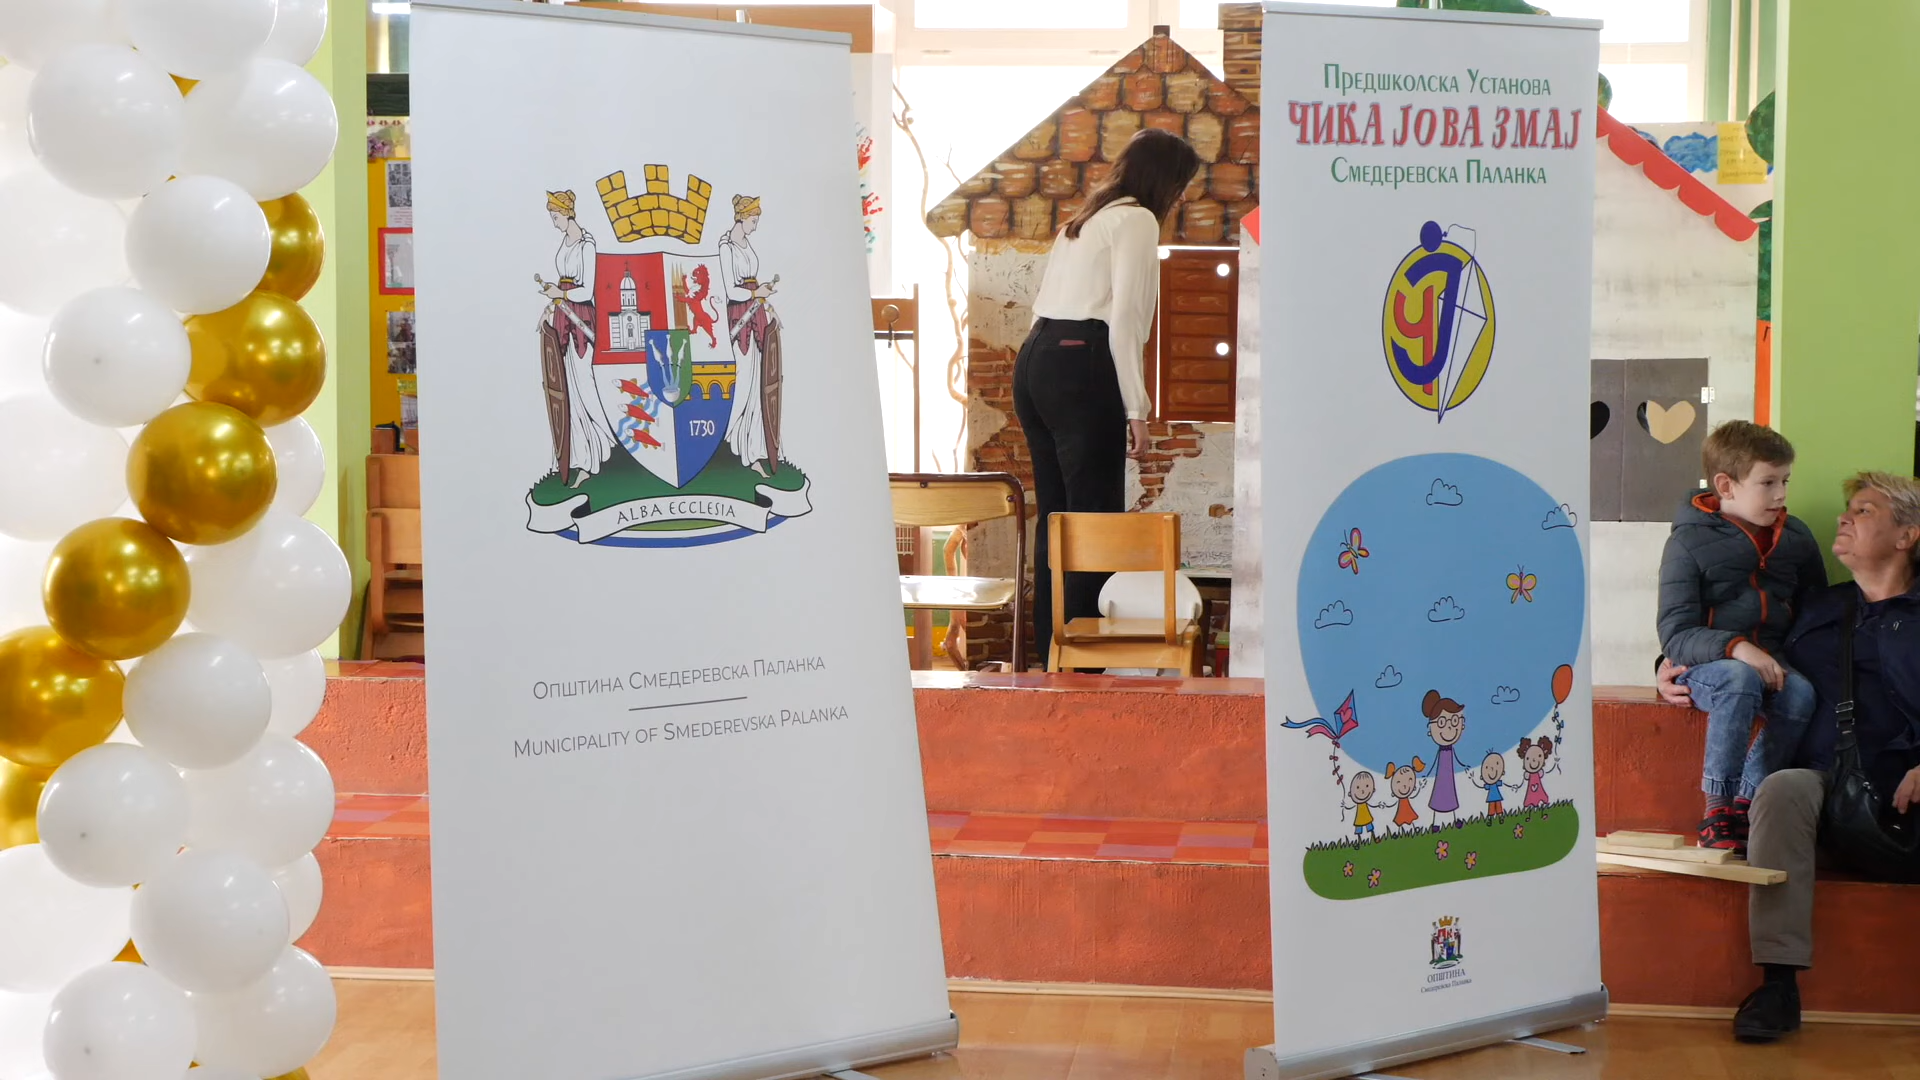 1730
ALBA ECCLESIA
Општина Смедеревска Паланка
Municipality of Smederevska Palanka
Предшколска Установа
ЧИКА ЈОВА ЗМАЈ
Смедеревска Паланка
ЧЈ
ОПШТИНА
Смедеревска Паланка